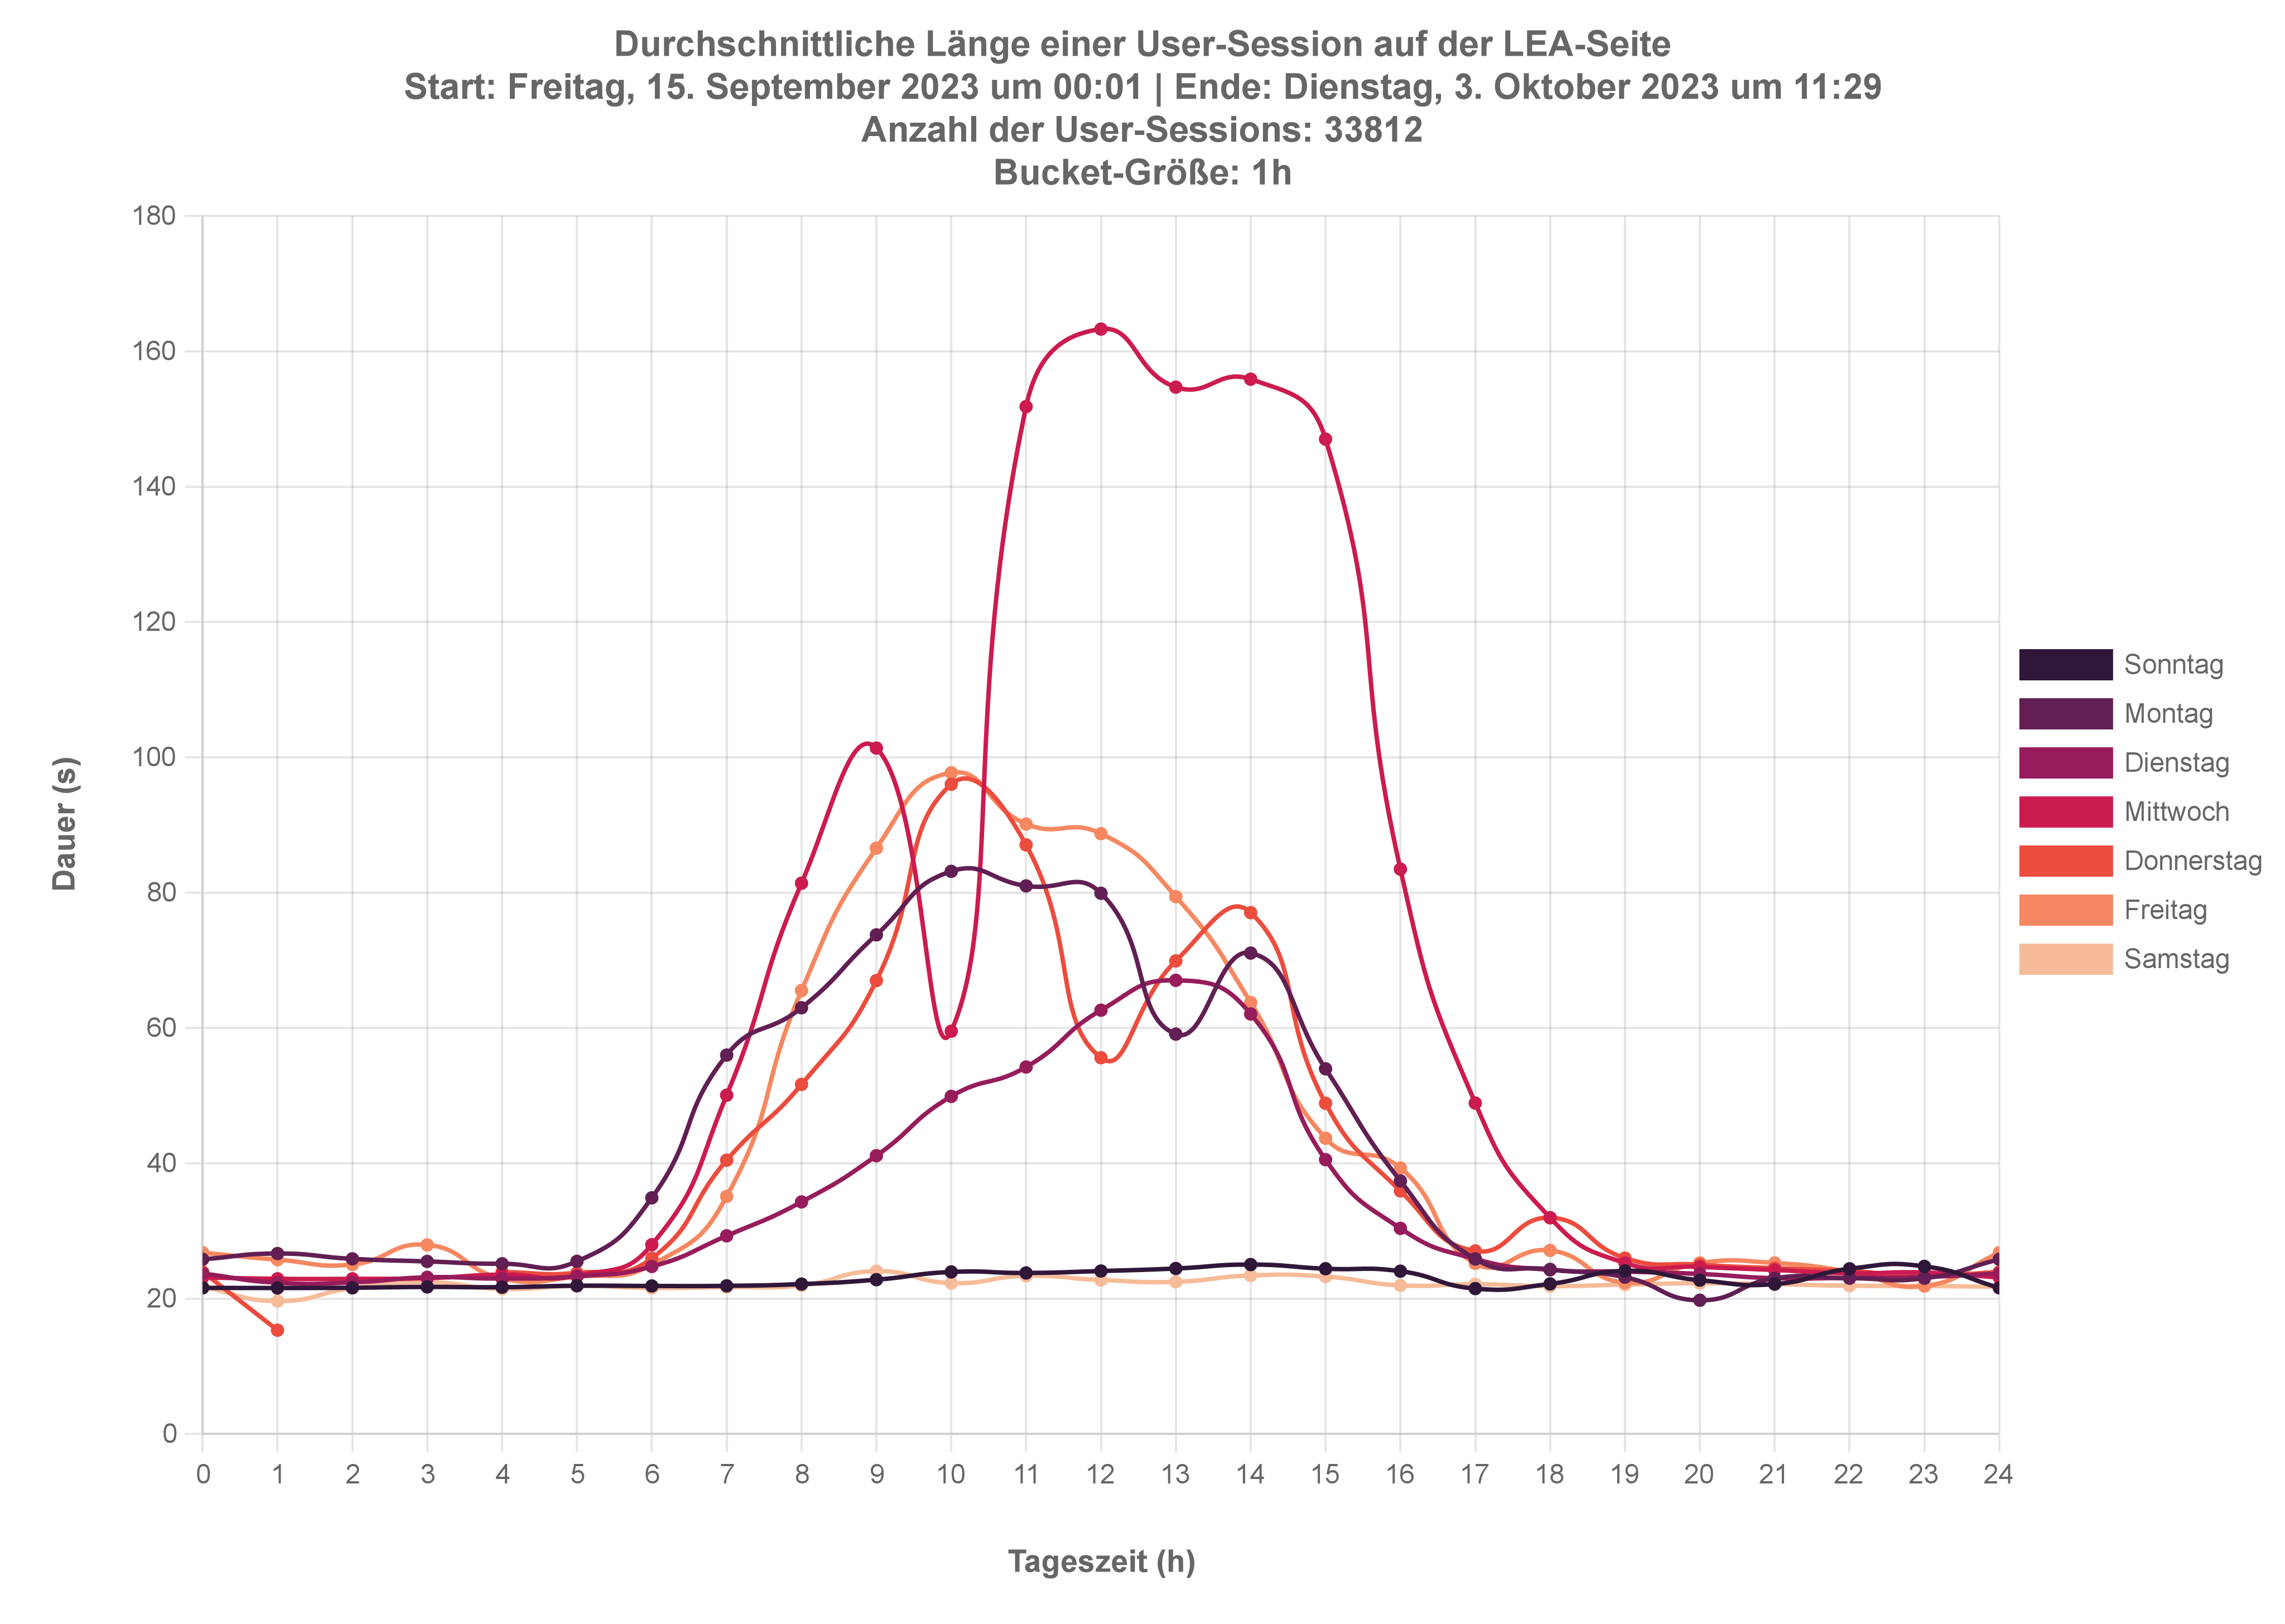 Durchschnittliche Länge einer User-Session auf der LEA-Seite
Start: Freitag, 15. September 2023 um 00:01 | Ende: Dienstag, 3. Oktober 2023 um 11:29
Anzahl der User-Sessions: 33812
Bucket-Größe: 1h
180
160
140
120
100
80
60
40
20
0
Dauer (s)
0 1 2 3 4 5 6 7 8 9 10 11 12 13 14 15 16 17 18 19 20 21 22 23 24
Tageszeit (h)
Sonntag
Montag
Dienstag
Mittwoch
Donnerstag
Freitag
Samstag